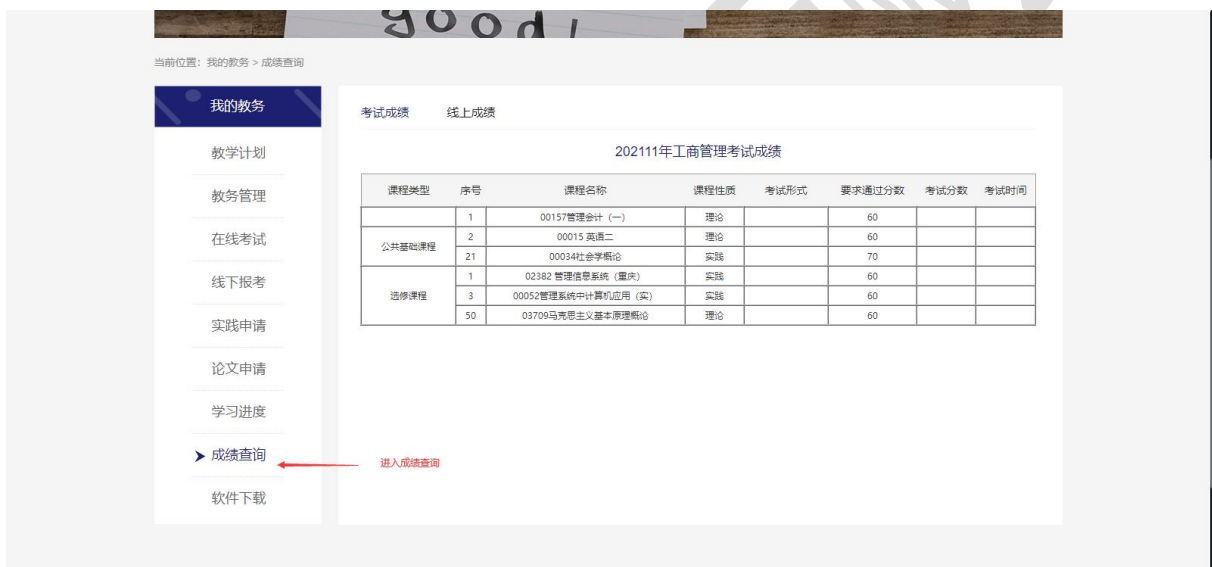 good!
当前位置：我的教务 > 成绩查询
我的教务
教学计划
教务管理
在线考试
线下报考
实践申请
论文申请
学习进度
成绩查询
软件下载
考试成绩 线上成绩
202111年工商管理考试成绩
课程类型 序号 课程名称 课程性质 考试形式 要求通过分数 考试分数 考试时间
1 00157管理会计（一） 理论 60
公共基础课程
2 00015 英语二 理论 60
21 00034社会学概论 实践 70
选修课程
1 02382 管理信息系统（重庆） 实践 60
3 00052管理系统中计算机应用（实） 实践 60
50 03709马克思主义基本原理概论 理论 60
进入成绩查询